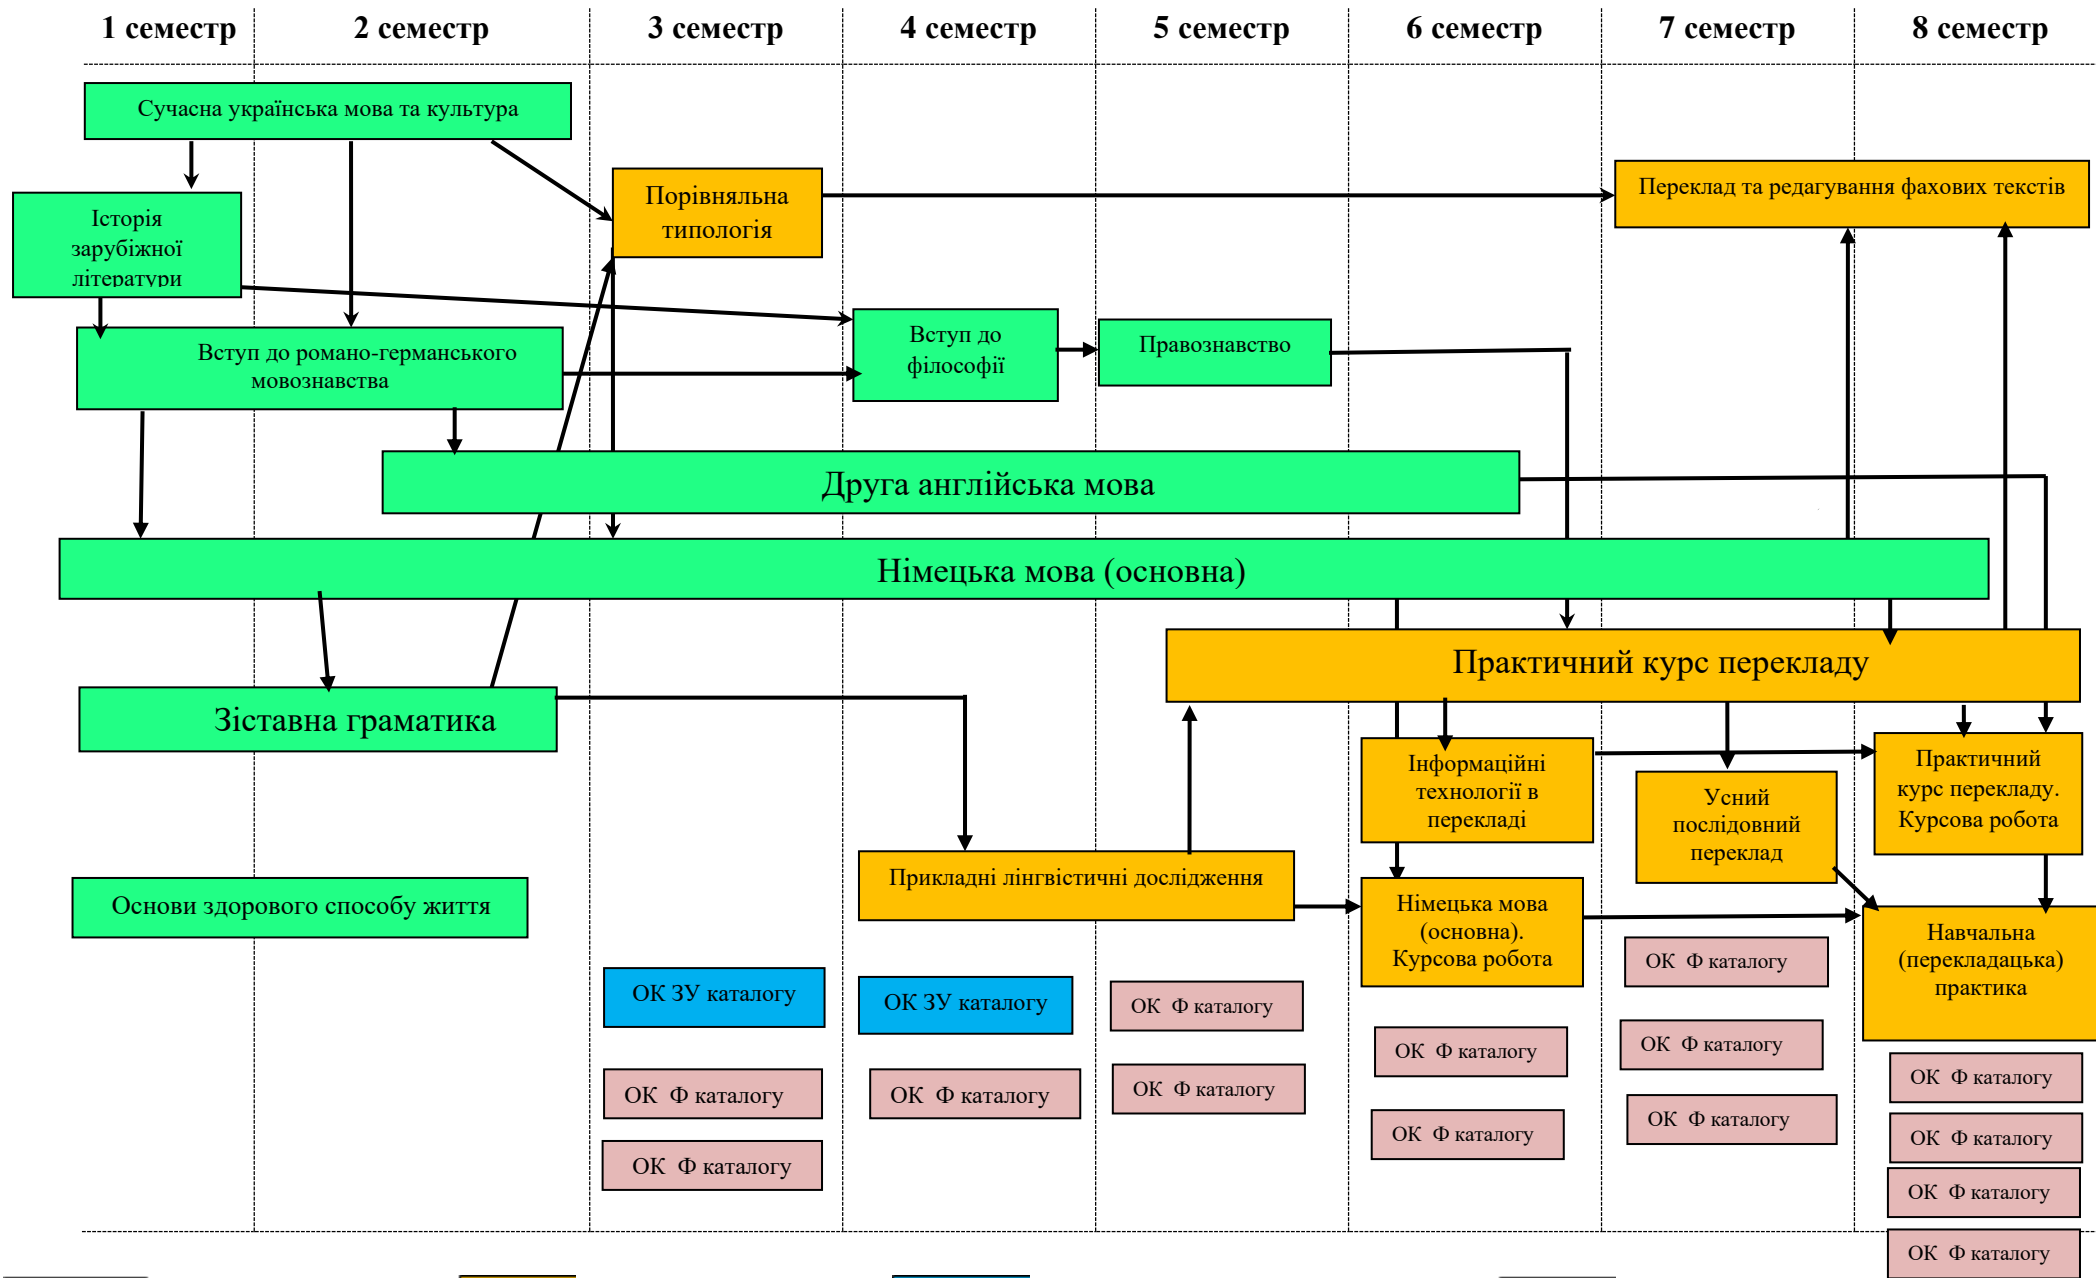 1 семестр
2 семестр
3 семестр
4 семестр
5 семестр
6 семестр
7 семестр
8 семестр
Сучасна українська мова та культура
Порівняльна
типологія
Переклад та редагування фахових текстів
Історія
зарубіжної
літератури
Вступ до романо-германського
мовознавства
Вступ до
філософії
Правознавство
Друга англійська мова
Німецька мова (основна)
Практичний курс перекладу
Зіставна граматика
Інформаційні
технології в
перекладі
Усний
послідовний
переклад
Практичний
курс перекладу.
Курсова робота
Прикладні лінгвістичні дослідження
Основи здорового способу життя
Німецька мова
(основна).
Курсова робота
Навчальна
(перекладацька)
практика
ОК ЗУ каталогу
ОК ЗУ каталогу
ОК Ф каталогу
ОК Ф каталогу
ОК Ф каталогу
ОК Ф каталогу
ОК Ф каталогу
ОК Ф каталогу
ОК Ф каталогу
ОК Ф каталогу
ОК Ф каталогу
ОК Ф каталогу
ОК Ф каталогу
ОК Ф каталогу
ОК Ф каталогу
ОК Ф каталогу